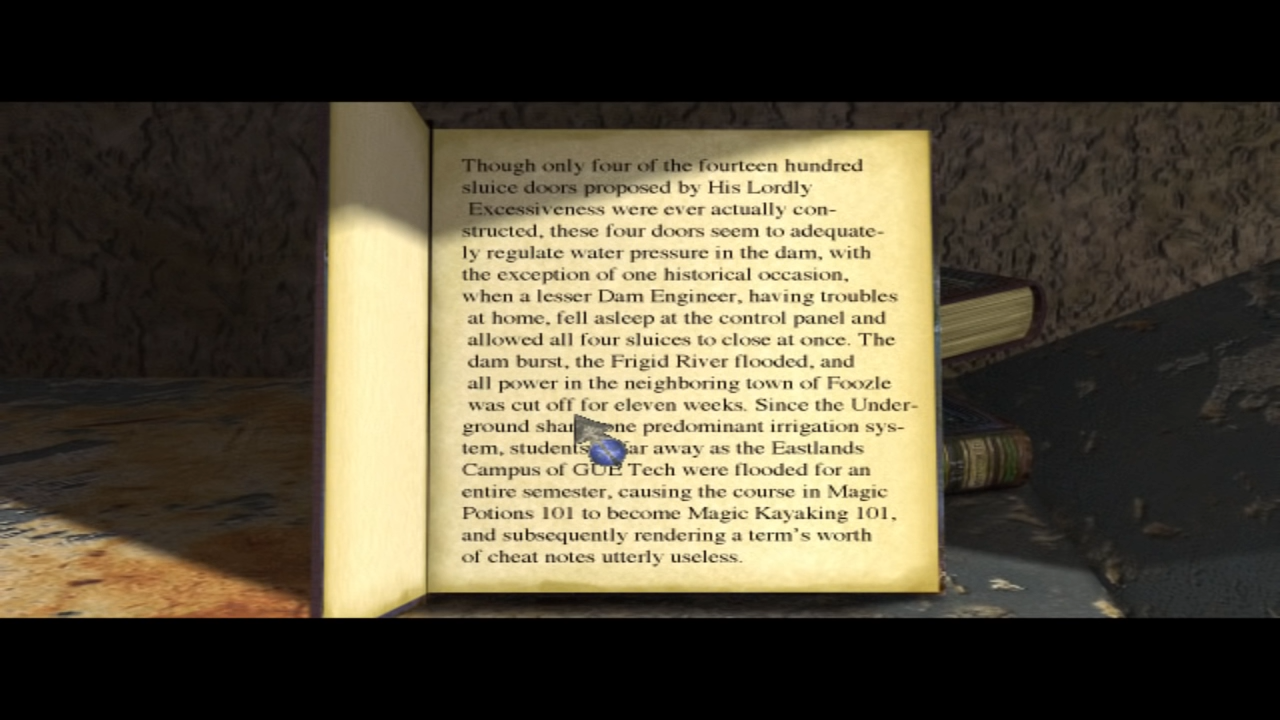 Though only four of the fourteen hundred
sluice doors proposed by His Lordly
Excessiveness were ever actually con-
structed, these four doors seem to adequate-
ly regulate water pressure in the dam, with
the exception of one historical occasion,
when a lesser Dam Engineer, having troubles
at home, fell asleep at the control panel and
allowed all four sluices to close at once. The
dam burst, the Frigid River flooded, and
all power in the neighboring town of Foozle
was cut off for eleven weeks. Since the Under-
ground one predominant irrigation sys-
tem, students away as the Eastlands
Campus of GUE Tech were flooded for an
entire semester, causing the course in Magic
Potions 101 to become Magic Kayaking 101,
and subsequently rendering a term's worth
of cheat notes utterly useless.